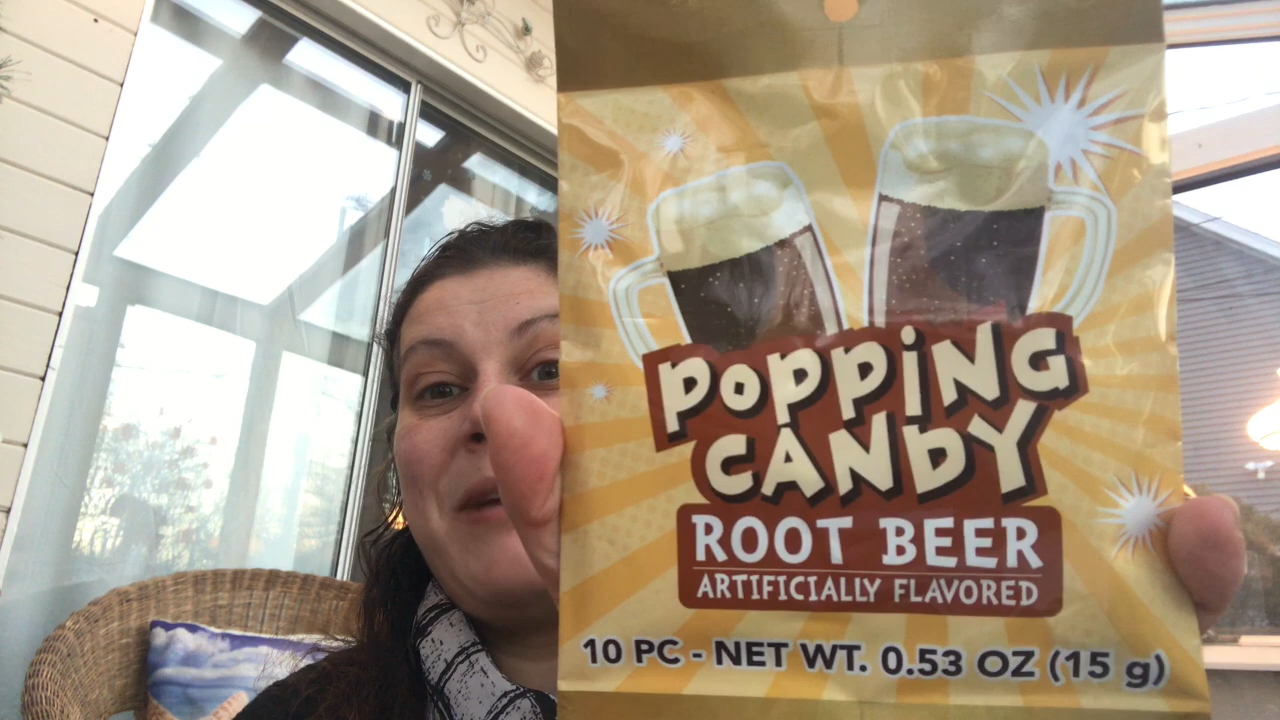 POPPiNG
CANDY
ROOT BEER
ARTIFICIALLY FLAVORED
10 PC - NET WT. 0.53 OZ (15 g)